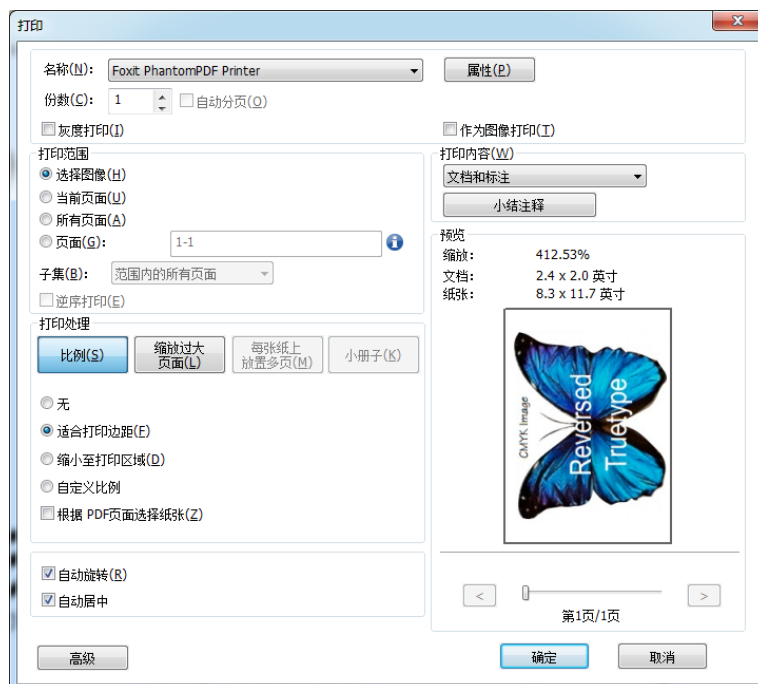 打印
名称(N): Foxit PhantomPDF Printer 属性(P)
份数(C): 1 自动分页(O)
灰度打印(I) 作为图像打印(T)
打印范围
选择图像(H)
当前页面(U)
所有页面(A)
页面(G): 1-1
子集(B): 范围内的所有页面
逆序打印(E)
打印处理
比例(S)
缩放过大
页面(L)
每张纸上
放置多页(M)
小册子(K)
无
适合打印边距(F)
缩小至打印区域(D)
自定义比例
根据 PDF页面选择纸张(Z)
自动旋转(R)
自动居中
高级
打印内容(W)
文档和标注
小结注释
预览
缩放: 412.53%
文档: 2.4 x 2.0 英寸
纸张: 8.3 x 11.7 英寸
CMYK Image
Reversed
Truetype
< >
第1页/1页
确定 取消